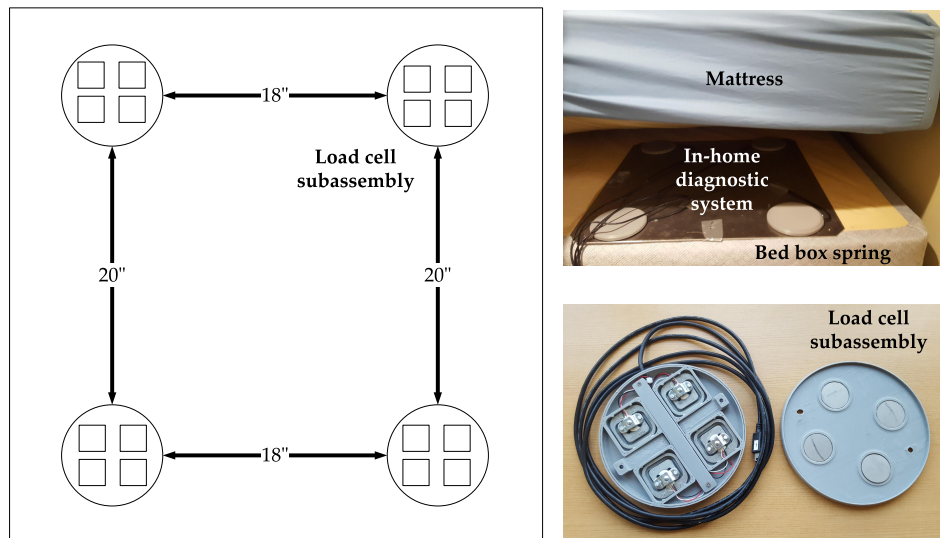 18"
Load cell
subassembly
20"
20"
18"
Mattress
In-home
diagnostic
system
Bed box spring
Load cell
subassembly